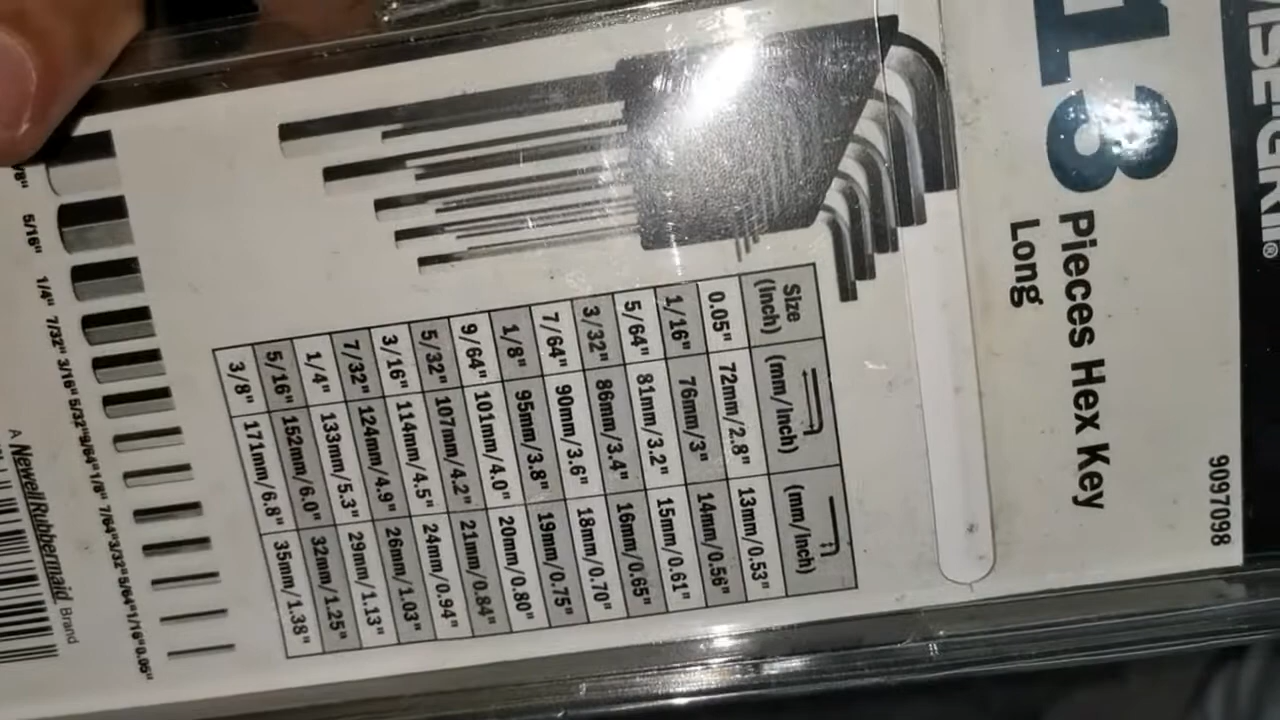 13
Pieces Hex Key
Long
9097098
Size
(Inch)
(mm/Inch)
(mm/Inch)
0.05" 72mm/2.8" 13mm/0.53"
1/16" 76mm/3" 14mm/0.56"
5/64" 81mm/3.2" 15mm/0.61"
3/32" 86mm/3.4" 16mm/0.65"
7/64" 90mm/3.6" 18mm/0.70"
1/8" 95mm/3.8" 19mm/0.75"
9/64" 101mm/4.0" 20mm/0.80"
5/32" 107mm/4.2" 21mm/0.84"
3/16" 114mm/4.5" 24mm/0.94"
7/32" 124mm/4.9" 26mm/1.03"
1/4" 133mm/5.3" 29mm/1.13"
5/16" 152mm/6.0" 32mm/1.25"
3/8" 171mm/6.8" 35mm/1.38"
5/16" 1/4" 7/32" 3/16" 5/32" 9/64" 1/8" 7/64" 3/32" 5/64" 1/16" 0.05"
A NewellRubbermaid Brand